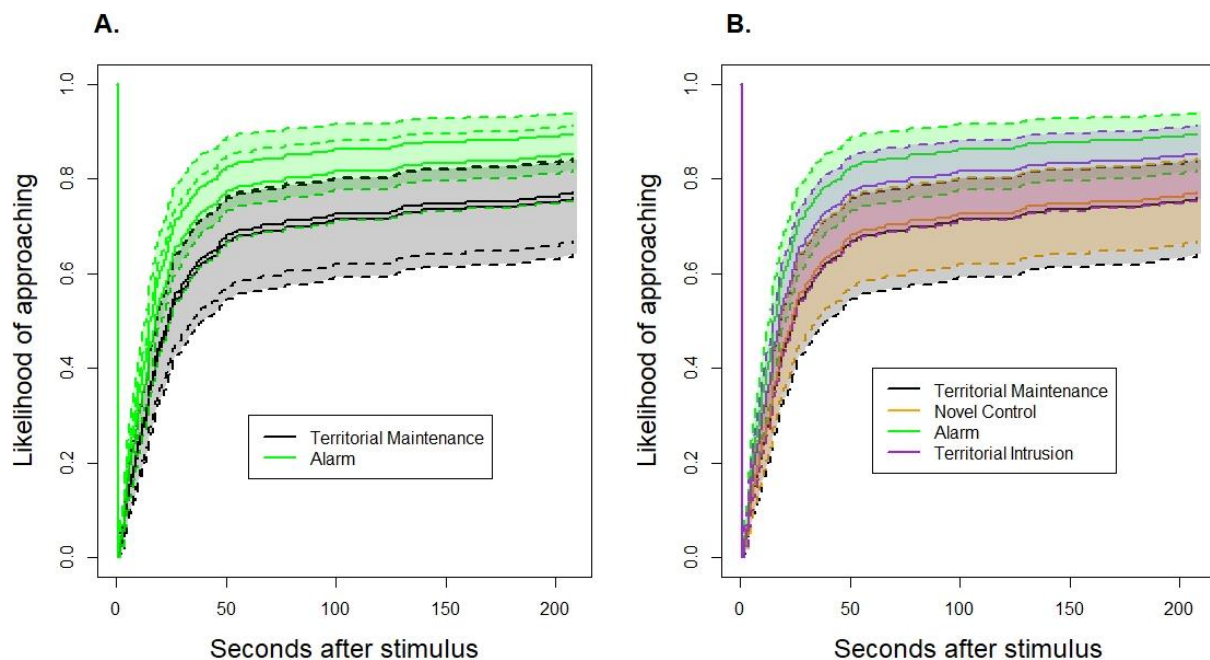 A.
B.
Likelihood of approaching
1.0
0.8
0.6
0.4
0.2
0.0
Territorial Maintenance
Alarm
0 50 100 150 200
Seconds after stimulus
Likelihood of approaching
1.0
0.8
0.6
0.4
0.2
0.0
Territorial Maintenance
Novel Control
Alarm
Territorial Intrusion
0 50 100 150 200
Seconds after stimulus